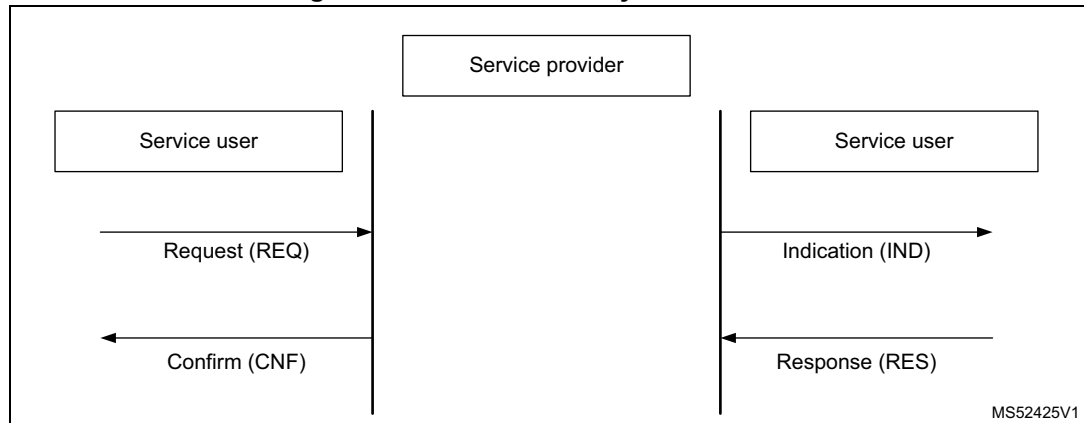 Service provider
Service user
Service user
Request (REQ)
Indication (IND)
Confirm (CNF)
Response (RES)
MS52425V1